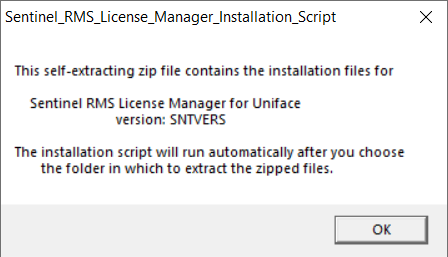 Sentinel_RMS_License_Manager_Installation_Script
This self-extracting zip file contains the installation files for
Sentinel RMS License Manager for Uniface
version: SNTVERS
The installation script will run automatically after you choose
the folder in which to extract the zipped files.
OK